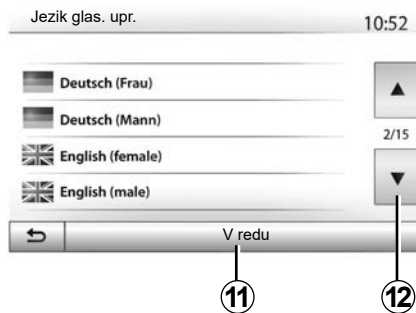 Jezik glas. upr.
10:52
Deutsch (Frau)
Deutsch (Mann)
2/15
English (female)
English (male)
V redu
11
12